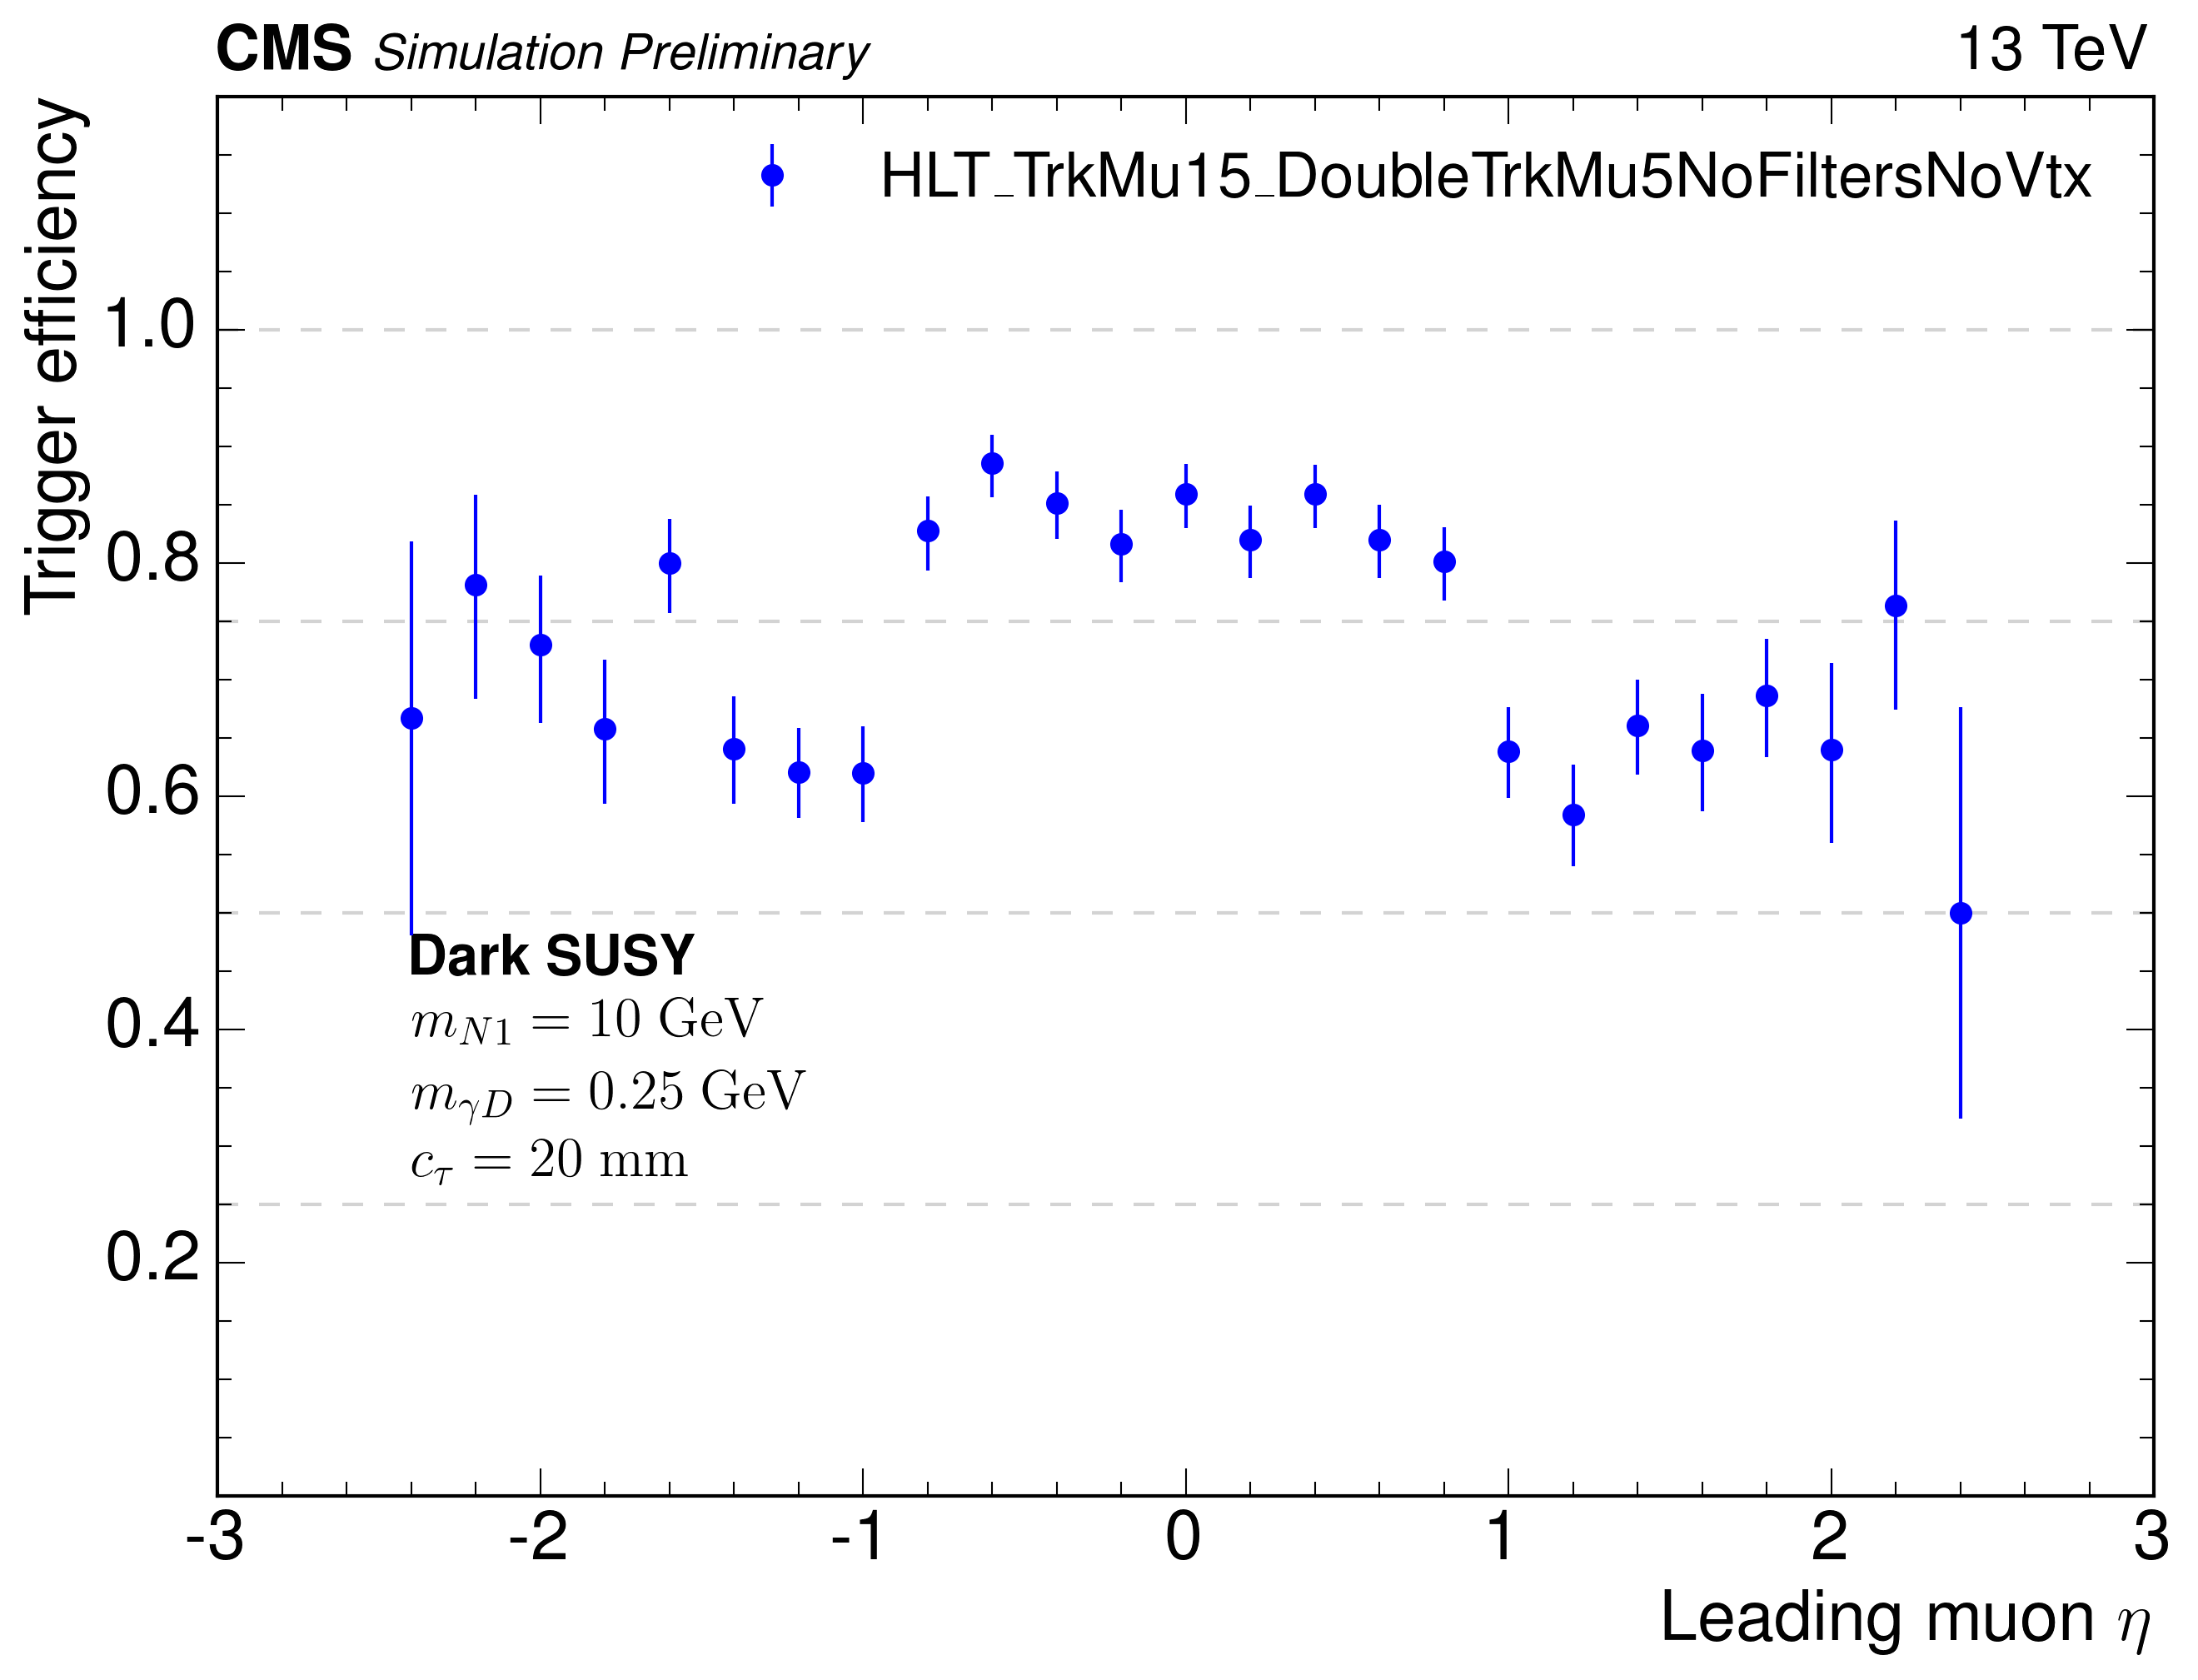 CMS Simulation Preliminary 13 TeV
Trigger efficiency
HLT_TrkMu15_DoubleTrkMu5NoFiltersNoVtx
1.0
0.8
0.6
0.4
0.2
Dark SUSY
m_{N1} = 10 GeV
m_{γD} = 0.25 GeV
c_τ = 20 mm
-3 -2 -1 0 1 2 3
Leading muon η